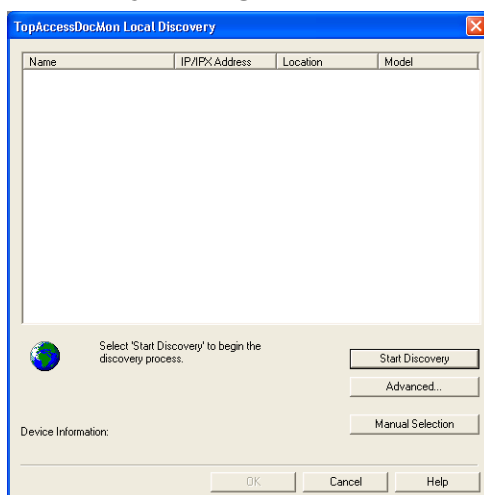 TopAccessDocMon Local Discovery
Name IP/IPX Address Location Model
Select 'Start Discovery' to begin the
discovery process.
Start Discovery
Advanced...
Manual Selection
Device Information:
OK Cancel Help